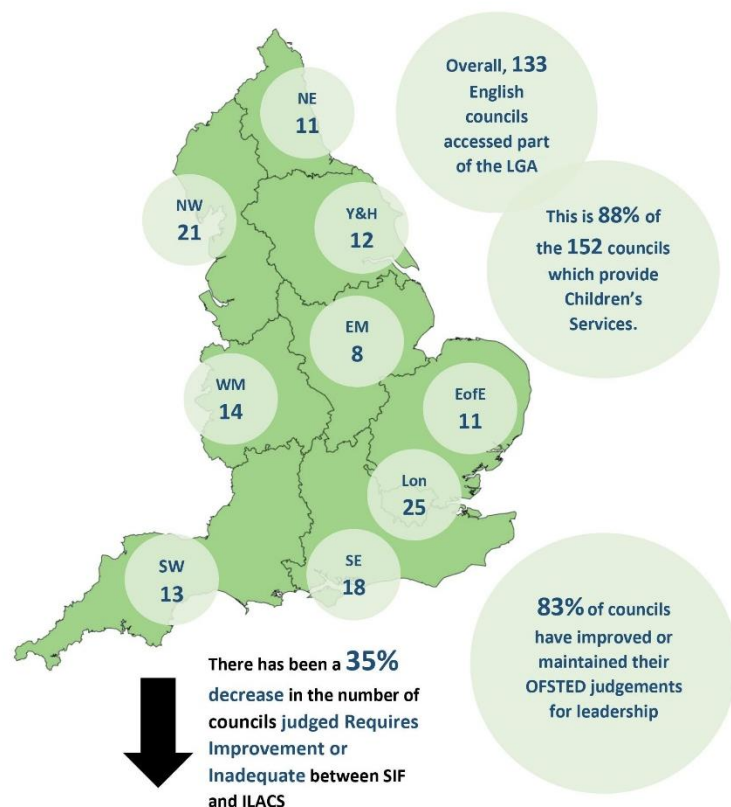 NE
11
Overall, 133
English
councils
accessed part
of the LGA
NW
21
Y&H
12
This is 88% of
the 152 councils
which provide
Children’s
Services.
EM
8
WM
14
EofE
11
Lon
25
SW
13
SE
18
83% of councils
have improved or
maintained their
OFSTED judgements
for leadership
There has been a 35%
decrease in the number of
councils judged Requires
Improvement or
Inadequate between SIF
and ILACS